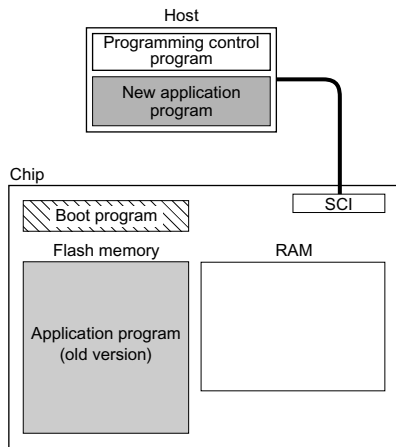 Host
Programming control
program
New application
program
Chip
SCI
Boot program
Flash memory
RAM
Application program
(old version)